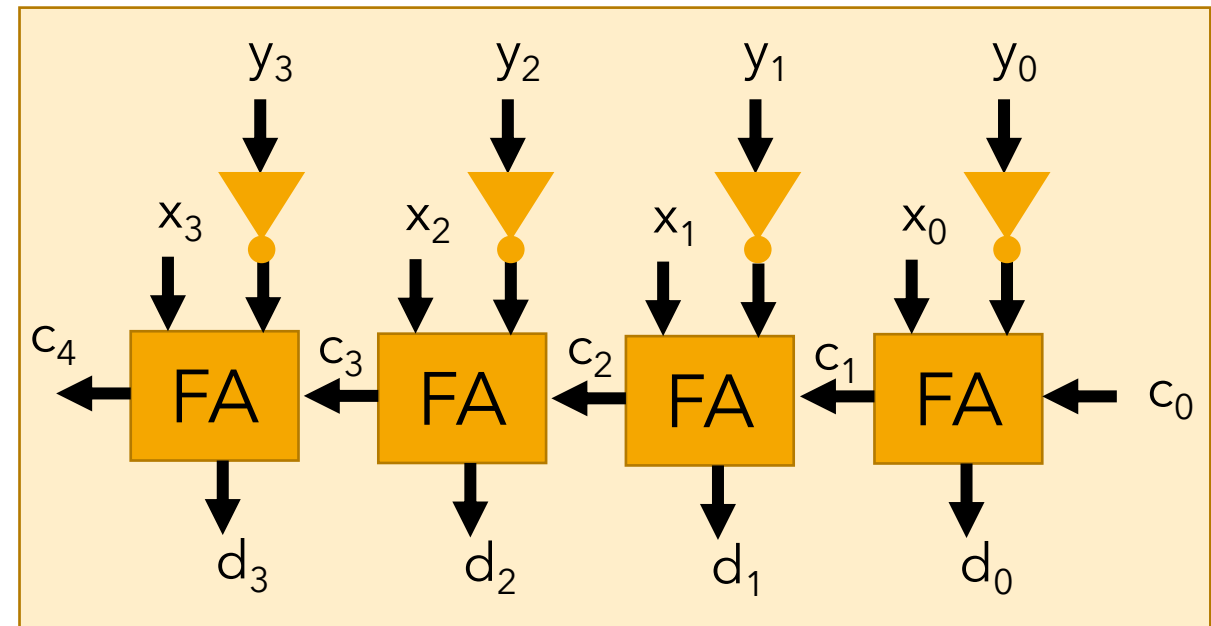 y₃ y₂ y₁ y₀
x₃ x₂ x₁ x₀
c₄ c₃ c₂ c₁ c₀
FA FA FA FA
d₃ d₂ d₁ d₀